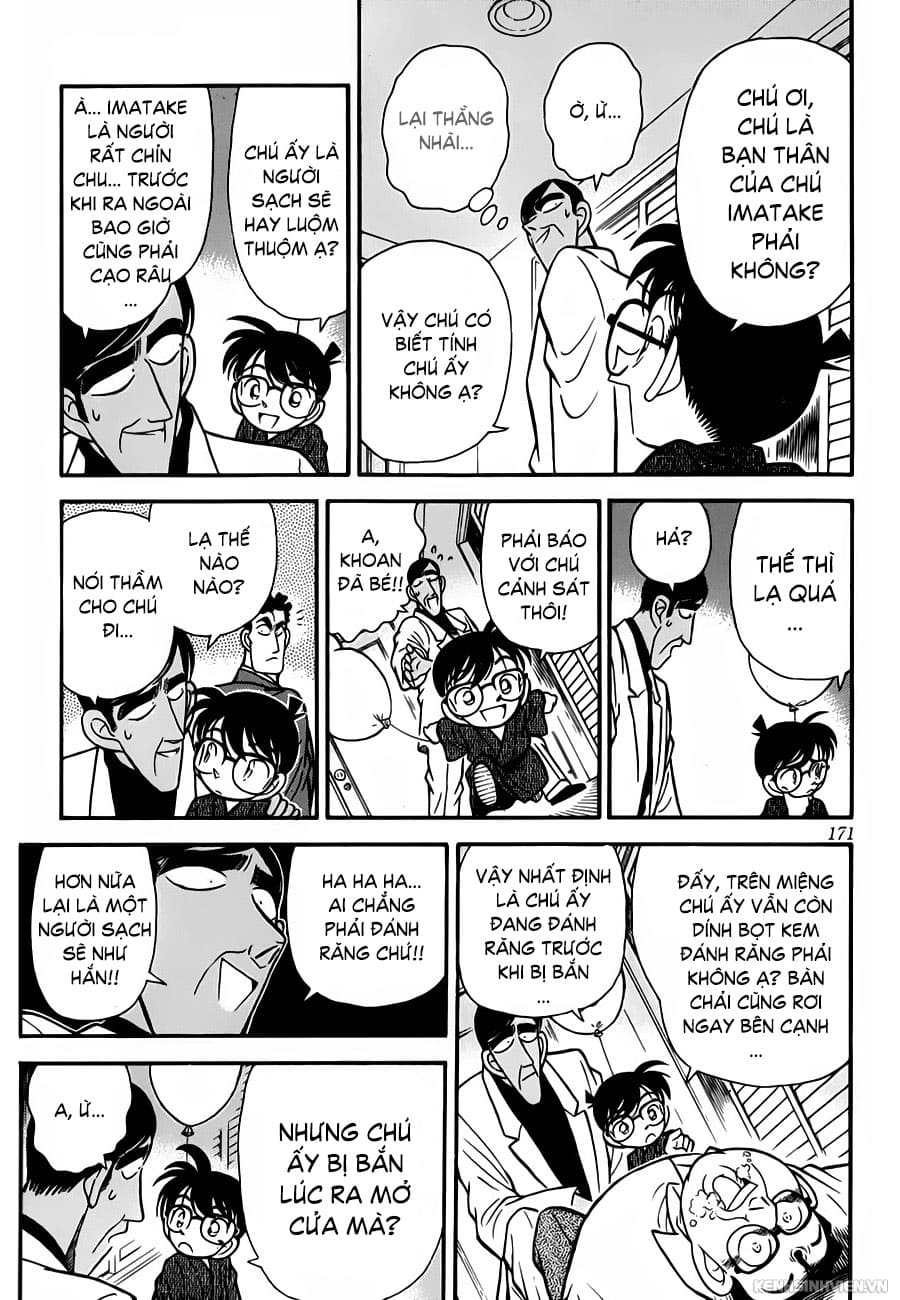 CHÚ ƠI,
CHÚ LÀ
BẠN THÂN
CỦA CHÚ
IMATAKE
PHẢI
KHÔNG?
Ờ, Ừ...
LẠI THẰNG
NHÃI...
VẬY CHÚ CÓ
BIẾT TÍNH
CHÚ ẤY
KHÔNG Ạ?
CHÚ ẤY LÀ
NGƯỜI
SẠCH SẼ
HAY LUỘM
THUỘM Ạ?
À... IMATAKE
LÀ NGƯỜI
RẤT CHỈN
CHU... TRƯỚC
KHI RA NGOÀI
BAO GIỜ
CŨNG PHẢI
CẠO RÂU
...
THẾ THÌ
LẠ QUÁ
...
HẢ?
PHẢI BÁO
VỚI CHÚ
CẢNH SÁT
THÔI!
A,
KHOAN
ĐÃ BÉ!!
LẠ THẾ
NÀO
NÀO?
NÓI THẦM
CHO CHÚ
ĐI...
171
ĐẤY, TRÊN MIỆNG
CHÚ ẤY VẪN CÒN
DÍNH BỌT KEM
ĐÁNH RĂNG PHẢI
KHÔNG Ạ? BÀN
CHẢI CŨNG RƠI
NGAY BÊN CẠNH
...
VẬY NHẤT ĐỊNH
LÀ CHÚ ẤY
ĐANG ĐÁNH
RĂNG TRƯỚC
KHI BỊ BẮN
...
HA HA HA...
AI CHẲNG
PHẢI ĐÁNH
RĂNG CHỨ!!
HƠN NỮA
LẠI LÀ MỘT
NGƯỜI SẠCH
SẼ NHƯ
HẮN!!
NHƯNG CHÚ
ẤY BỊ BẮN
LÚC RA MỞ
CỬA MÀ?
A, Ừ...
KENHSINHVIEN.VN